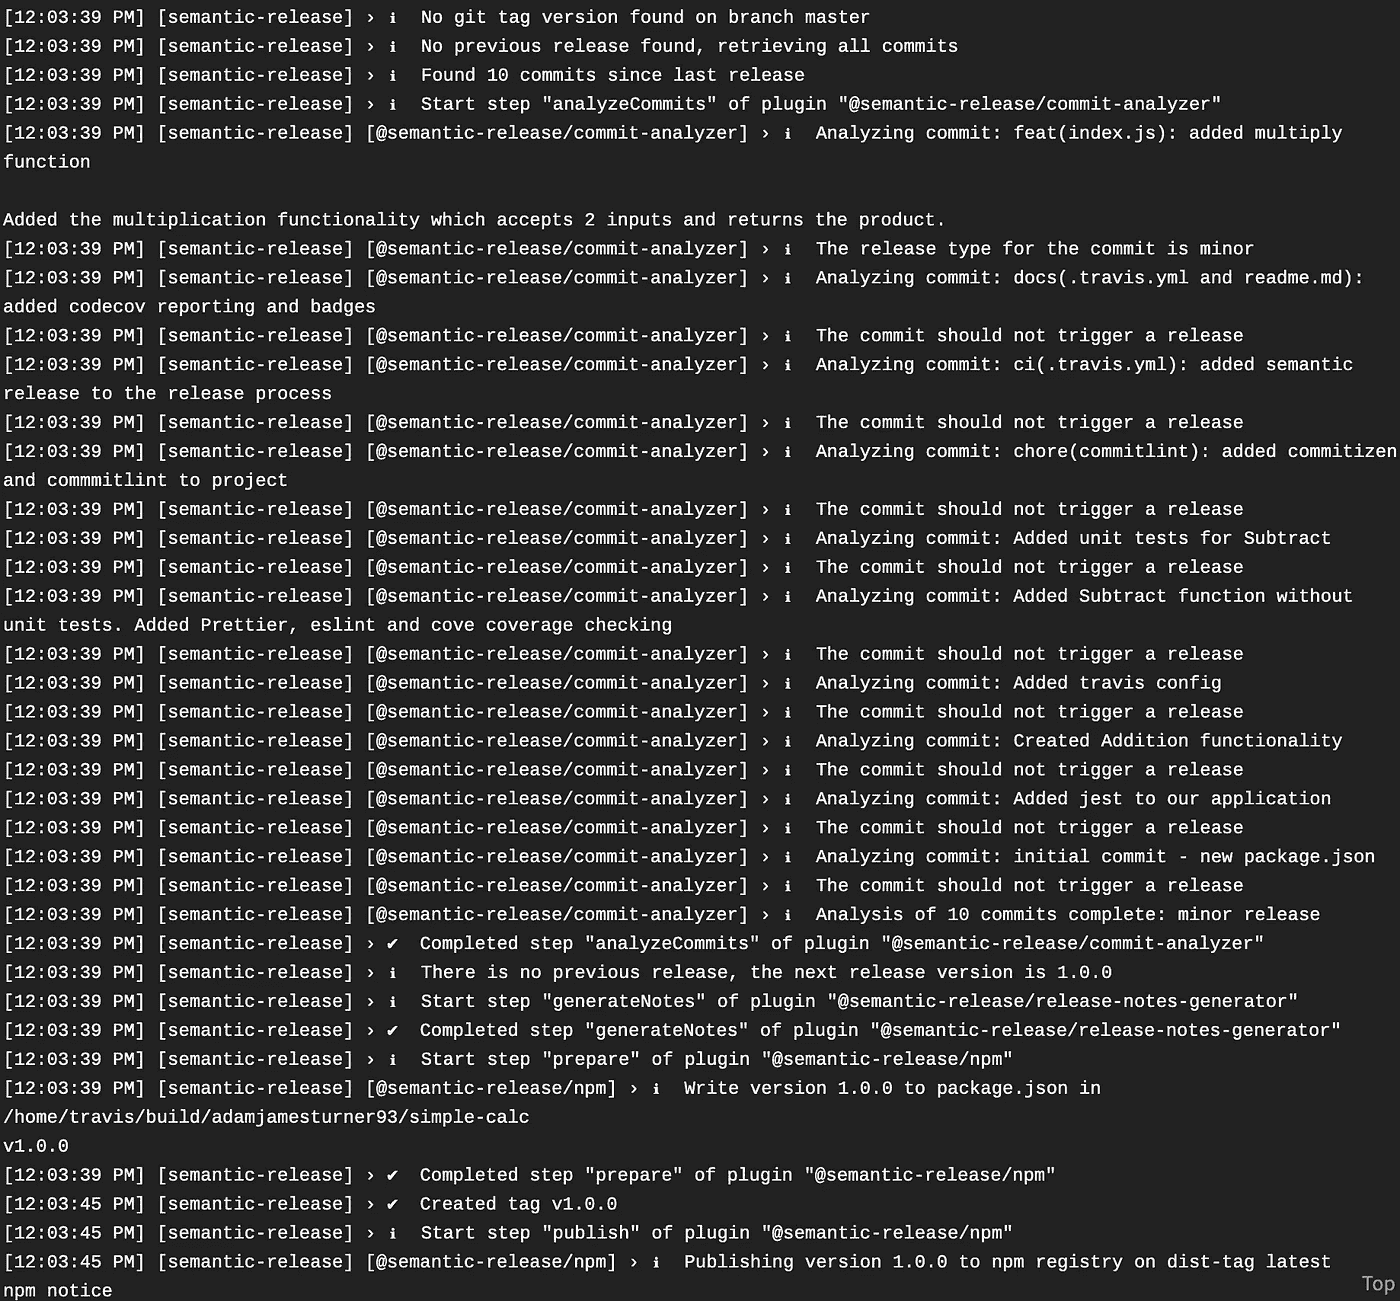 [12:03:39 PM] [semantic-release] › ℹ  No git tag version found on branch master
[12:03:39 PM] [semantic-release] › ℹ  No previous release found, retrieving all commits
[12:03:39 PM] [semantic-release] › ℹ  Found 10 commits since last release
[12:03:39 PM] [semantic-release] › ℹ  Start step "analyzeCommits" of plugin "@semantic-release/commit-analyzer"
[12:03:39 PM] [semantic-release] [@semantic-release/commit-analyzer] › ℹ  Analyzing commit: feat(index.js): added multiply
function
Added the multiplication functionality which accepts 2 inputs and returns the product.
[12:03:39 PM] [semantic-release] [@semantic-release/commit-analyzer] › ℹ  The release type for the commit is minor
[12:03:39 PM] [semantic-release] [@semantic-release/commit-analyzer] › ℹ  Analyzing commit: docs(.travis.yml and readme.md):
added codecov reporting and badges
[12:03:39 PM] [semantic-release] [@semantic-release/commit-analyzer] › ℹ  The commit should not trigger a release
[12:03:39 PM] [semantic-release] [@semantic-release/commit-analyzer] › ℹ  Analyzing commit: ci(.travis.yml): added semantic
release to the release process
[12:03:39 PM] [semantic-release] [@semantic-release/commit-analyzer] › ℹ  The commit should not trigger a release
[12:03:39 PM] [semantic-release] [@semantic-release/commit-analyzer] › ℹ  Analyzing commit: chore(commitlint): added commitizen
and commmitlint to project
[12:03:39 PM] [semantic-release] [@semantic-release/commit-analyzer] › ℹ  The commit should not trigger a release
[12:03:39 PM] [semantic-release] [@semantic-release/commit-analyzer] › ℹ  Analyzing commit: Added unit tests for Subtract
[12:03:39 PM] [semantic-release] [@semantic-release/commit-analyzer] › ℹ  The commit should not trigger a release
[12:03:39 PM] [semantic-release] [@semantic-release/commit-analyzer] › ℹ  Analyzing commit: Added Subtract function without
unit tests. Added Prettier, eslint and cove coverage checking
[12:03:39 PM] [semantic-release] [@semantic-release/commit-analyzer] › ℹ  The commit should not trigger a release
[12:03:39 PM] [semantic-release] [@semantic-release/commit-analyzer] › ℹ  Analyzing commit: Added travis config
[12:03:39 PM] [semantic-release] [@semantic-release/commit-analyzer] › ℹ  The commit should not trigger a release
[12:03:39 PM] [semantic-release] [@semantic-release/commit-analyzer] › ℹ  Analyzing commit: Created Addition functionality
[12:03:39 PM] [semantic-release] [@semantic-release/commit-analyzer] › ℹ  The commit should not trigger a release
[12:03:39 PM] [semantic-release] [@semantic-release/commit-analyzer] › ℹ  Analyzing commit: Added jest to our application
[12:03:39 PM] [semantic-release] [@semantic-release/commit-analyzer] › ℹ  The commit should not trigger a release
[12:03:39 PM] [semantic-release] [@semantic-release/commit-analyzer] › ℹ  Analyzing commit: initial commit - new package.json
[12:03:39 PM] [semantic-release] [@semantic-release/commit-analyzer] › ℹ  The commit should not trigger a release
[12:03:39 PM] [semantic-release] [@semantic-release/commit-analyzer] › ℹ  Analysis of 10 commits complete: minor release
[12:03:39 PM] [semantic-release] › ✔  Completed step "analyzeCommits" of plugin "@semantic-release/commit-analyzer"
[12:03:39 PM] [semantic-release] › ℹ  There is no previous release, the next release version is 1.0.0
[12:03:39 PM] [semantic-release] › ℹ  Start step "generateNotes" of plugin "@semantic-release/release-notes-generator"
[12:03:39 PM] [semantic-release] › ✔  Completed step "generateNotes" of plugin "@semantic-release/release-notes-generator"
[12:03:39 PM] [semantic-release] › ℹ  Start step "prepare" of plugin "@semantic-release/npm"
[12:03:39 PM] [semantic-release] [@semantic-release/npm] › ℹ  Write version 1.0.0 to package.json in
/home/travis/build/adamjamesturner93/simple-calc
v1.0.0
[12:03:39 PM] [semantic-release] › ✔  Completed step "prepare" of plugin "@semantic-release/npm"
[12:03:45 PM] [semantic-release] › ✔  Created tag v1.0.0
[12:03:45 PM] [semantic-release] › ℹ  Start step "publish" of plugin "@semantic-release/npm"
[12:03:45 PM] [semantic-release] [@semantic-release/npm] › ℹ  Publishing version 1.0.0 to npm registry on dist-tag latest
npm notice
Top